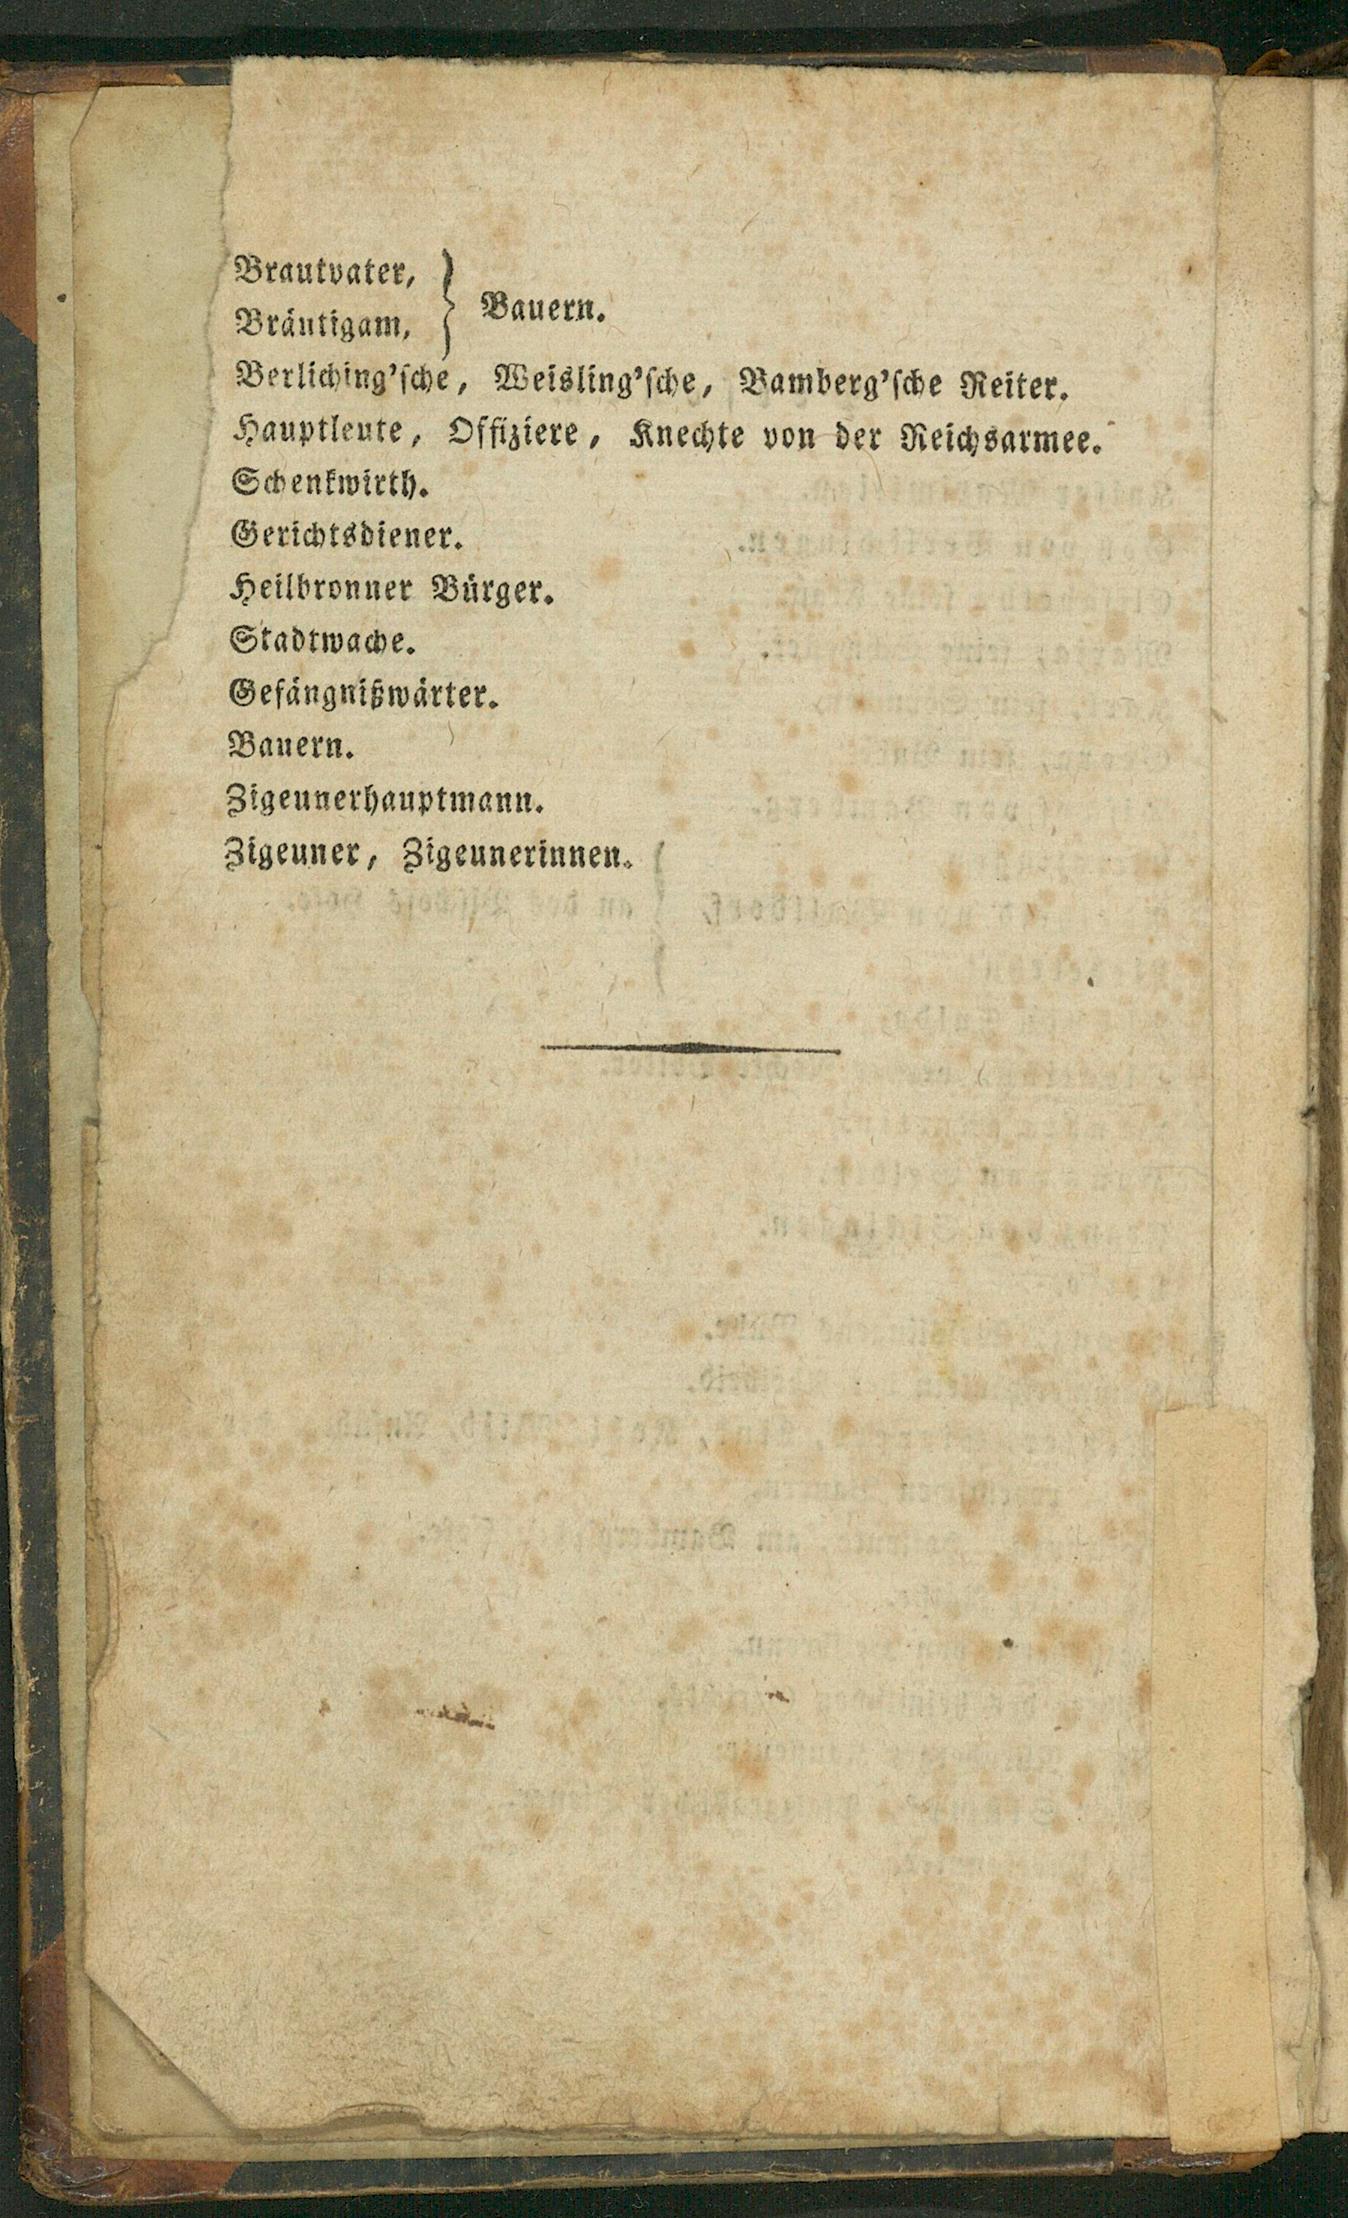 Brautvater,
Bräutigam, } Bauern.
Berliching'sche, Weisling'sche, Bamberg'sche Reiter.
Hauptleute, Offiziere, Knechte von der Reichsarmee.
Schenkwirth.
Gerichtsdiener.
Heilbronner Bürger.
Stadtwache.
Gefängnißwärter.
Bauern.
Zigeunerhauptmann.
Zigeuner, Zigeunerinnen.